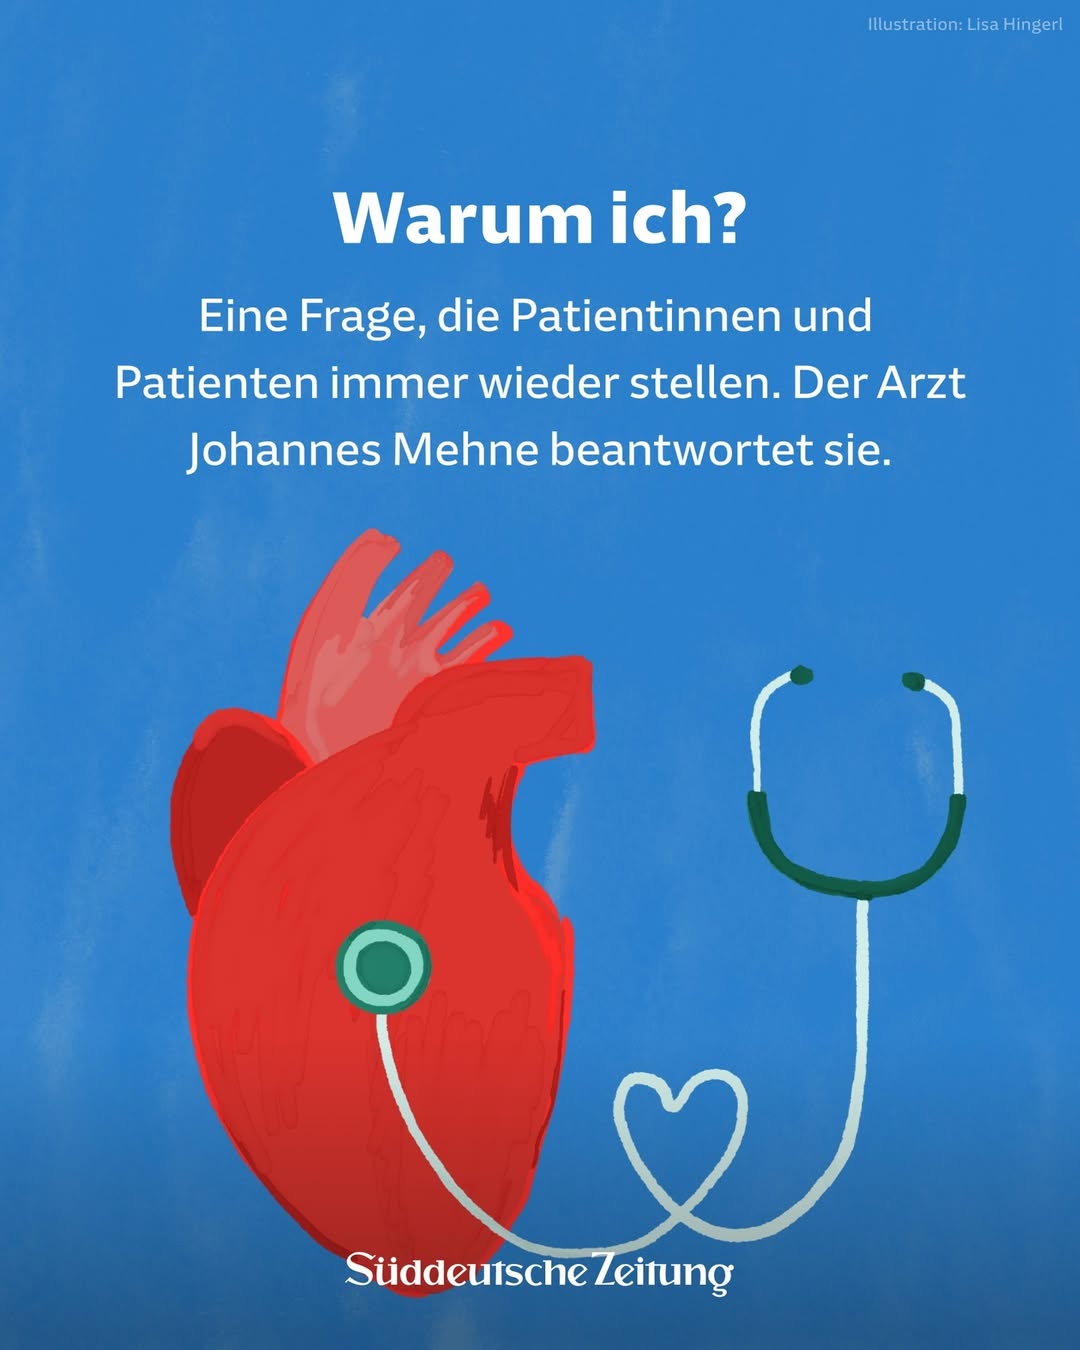 Illustration: Lisa Hingerl
Warum ich?
Eine Frage, die Patientinnen und
Patienten immer wieder stellen. Der Arzt
Johannes Mehne beantwortet sie.
Süddeutsche Zeitung